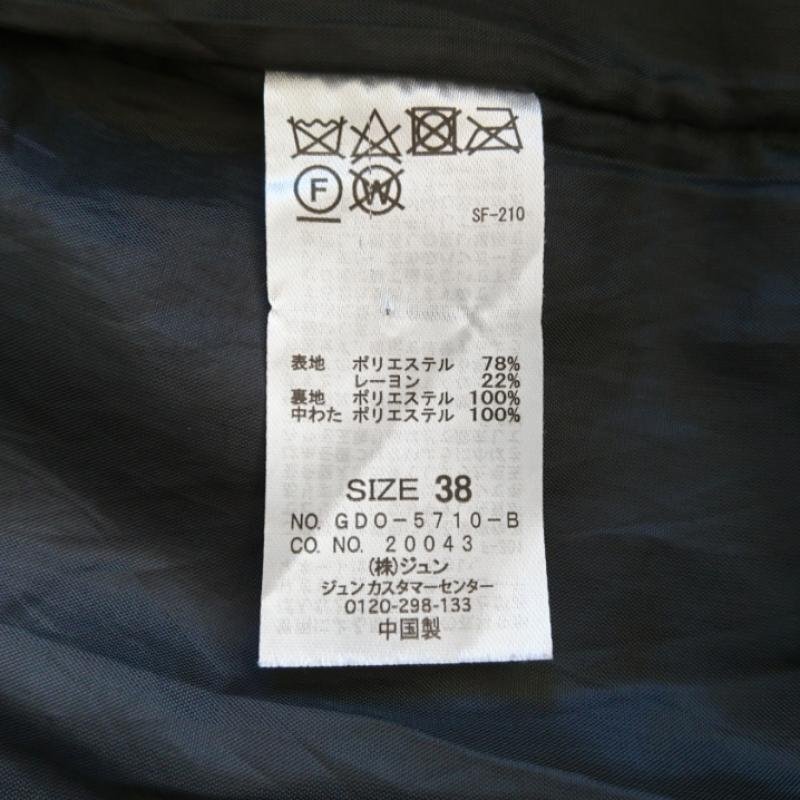 F W
SF-210
表地 ポリエステル 78%
レーヨン 22%
裏地 ポリエステル 100%
中わた ポリエステル 100%
SIZE 38
NO. GDO-5710-B
CO. NO. 20043
(株)ジュン
ジュンカスタマーセンター
0120-298-133
中国製